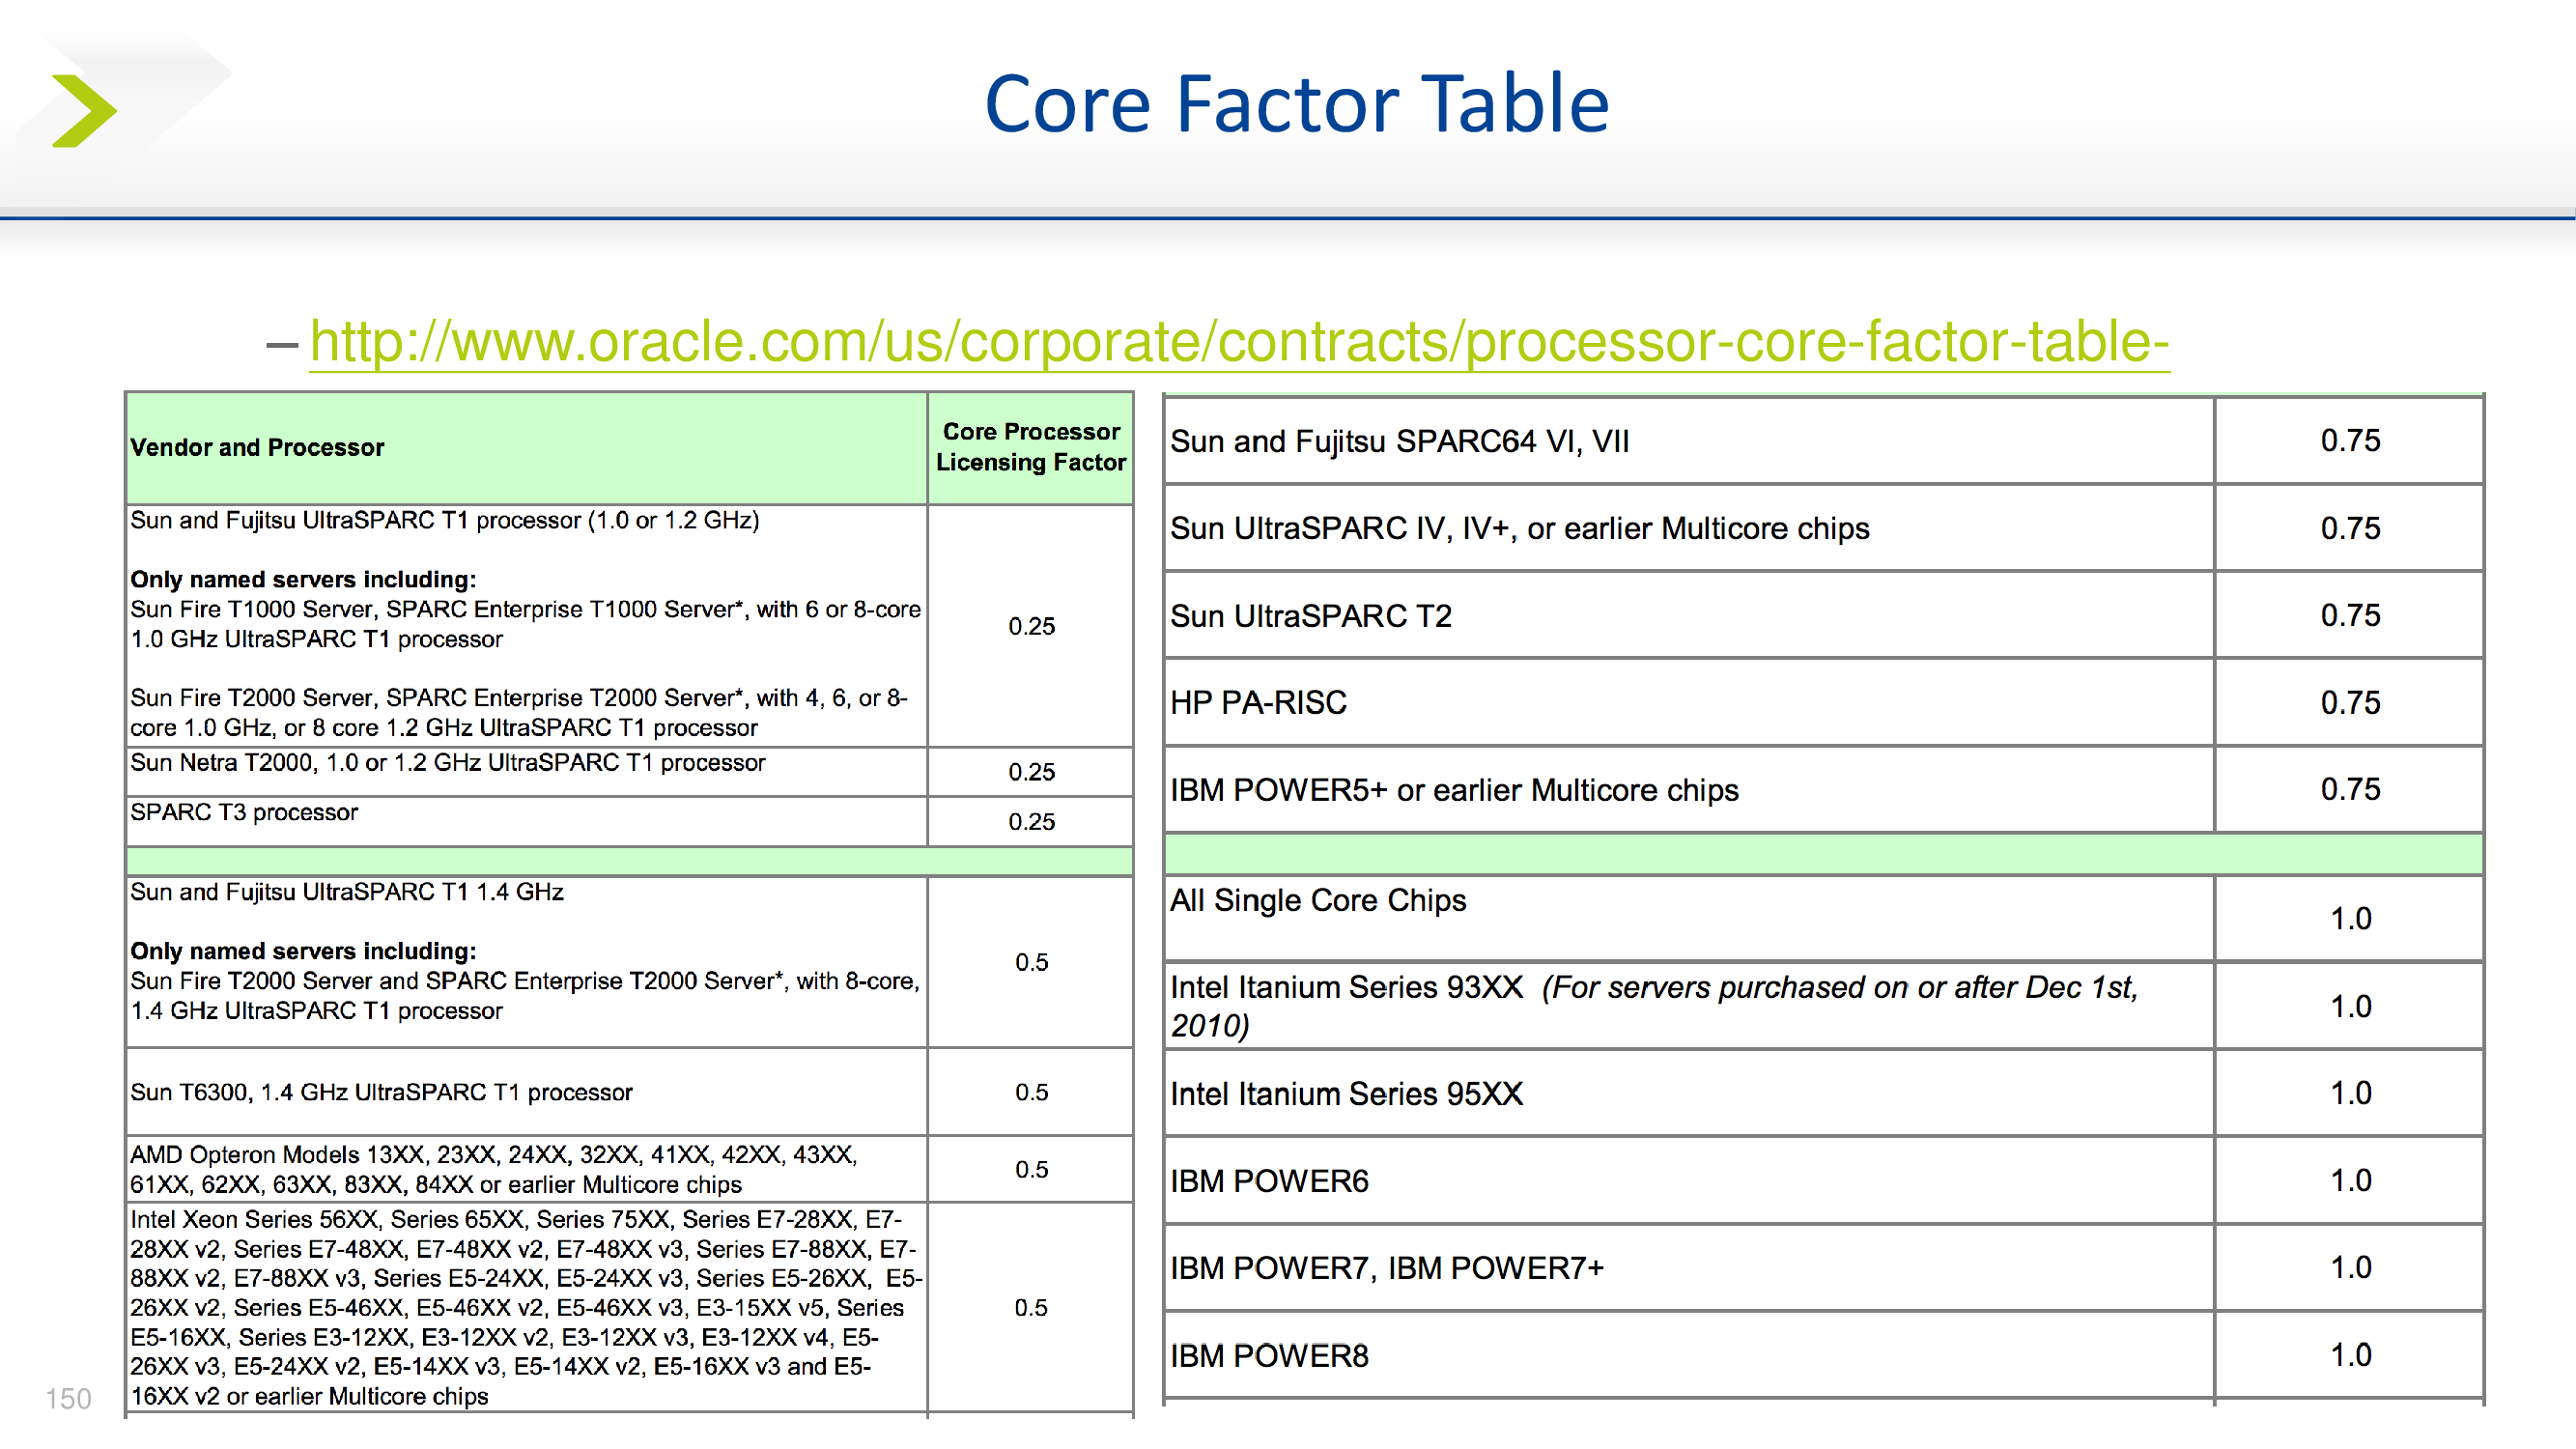 Core Factor Table
– http://www.oracle.com/us/corporate/contracts/processor-core-factor-table-
Vendor and Processor
Core Processor
Licensing Factor
Sun and Fujitsu UltraSPARC T1 processor (1.0 or 1.2 GHz)
Only named servers including:
Sun Fire T1000 Server, SPARC Enterprise T1000 Server*, with 6 or 8-core
1.0 GHz UltraSPARC T1 processor
Sun Fire T2000 Server, SPARC Enterprise T2000 Server*, with 4, 6, or 8-
core 1.0 GHz, or 8 core 1.2 GHz UltraSPARC T1 processor
0.25
Sun Netra T2000, 1.0 or 1.2 GHz UltraSPARC T1 processor
0.25
SPARC T3 processor
0.25
Sun and Fujitsu UltraSPARC T1 1.4 GHz
Only named servers including:
Sun Fire T2000 Server and SPARC Enterprise T2000 Server*, with 8-core,
1.4 GHz UltraSPARC T1 processor
0.5
Sun T6300, 1.4 GHz UltraSPARC T1 processor
0.5
AMD Opteron Models 13XX, 23XX, 24XX, 32XX, 41XX, 42XX, 43XX,
61XX, 62XX, 63XX, 83XX, 84XX or earlier Multicore chips
0.5
Intel Xeon Series 56XX, Series 65XX, Series 75XX, Series E7-28XX, E7-
28XX v2, Series E7-48XX, E7-48XX v2, E7-48XX v3, Series E7-88XX, E7-
88XX v2, E7-88XX v3, Series E5-24XX, E5-24XX v3, Series E5-26XX, E5-
26XX v2, Series E5-46XX, E5-46XX v2, E5-46XX v3, E3-15XX v5, Series
E5-16XX, Series E3-12XX, E3-12XX v2, E3-12XX v3, E3-12XX v4, E5-
26XX v3, E5-24XX v2, E5-14XX v3, E5-14XX v2, E5-16XX v3 and E5-
16XX v2 or earlier Multicore chips
0.5
Sun and Fujitsu SPARC64 VI, VII
0.75
Sun UltraSPARC IV, IV+, or earlier Multicore chips
0.75
Sun UltraSPARC T2
0.75
HP PA-RISC
0.75
IBM POWER5+ or earlier Multicore chips
0.75
All Single Core Chips
1.0
Intel Itanium Series 93XX (For servers purchased on or after Dec 1st,
2010)
1.0
Intel Itanium Series 95XX
1.0
IBM POWER6
1.0
IBM POWER7, IBM POWER7+
1.0
IBM POWER8
1.0
150